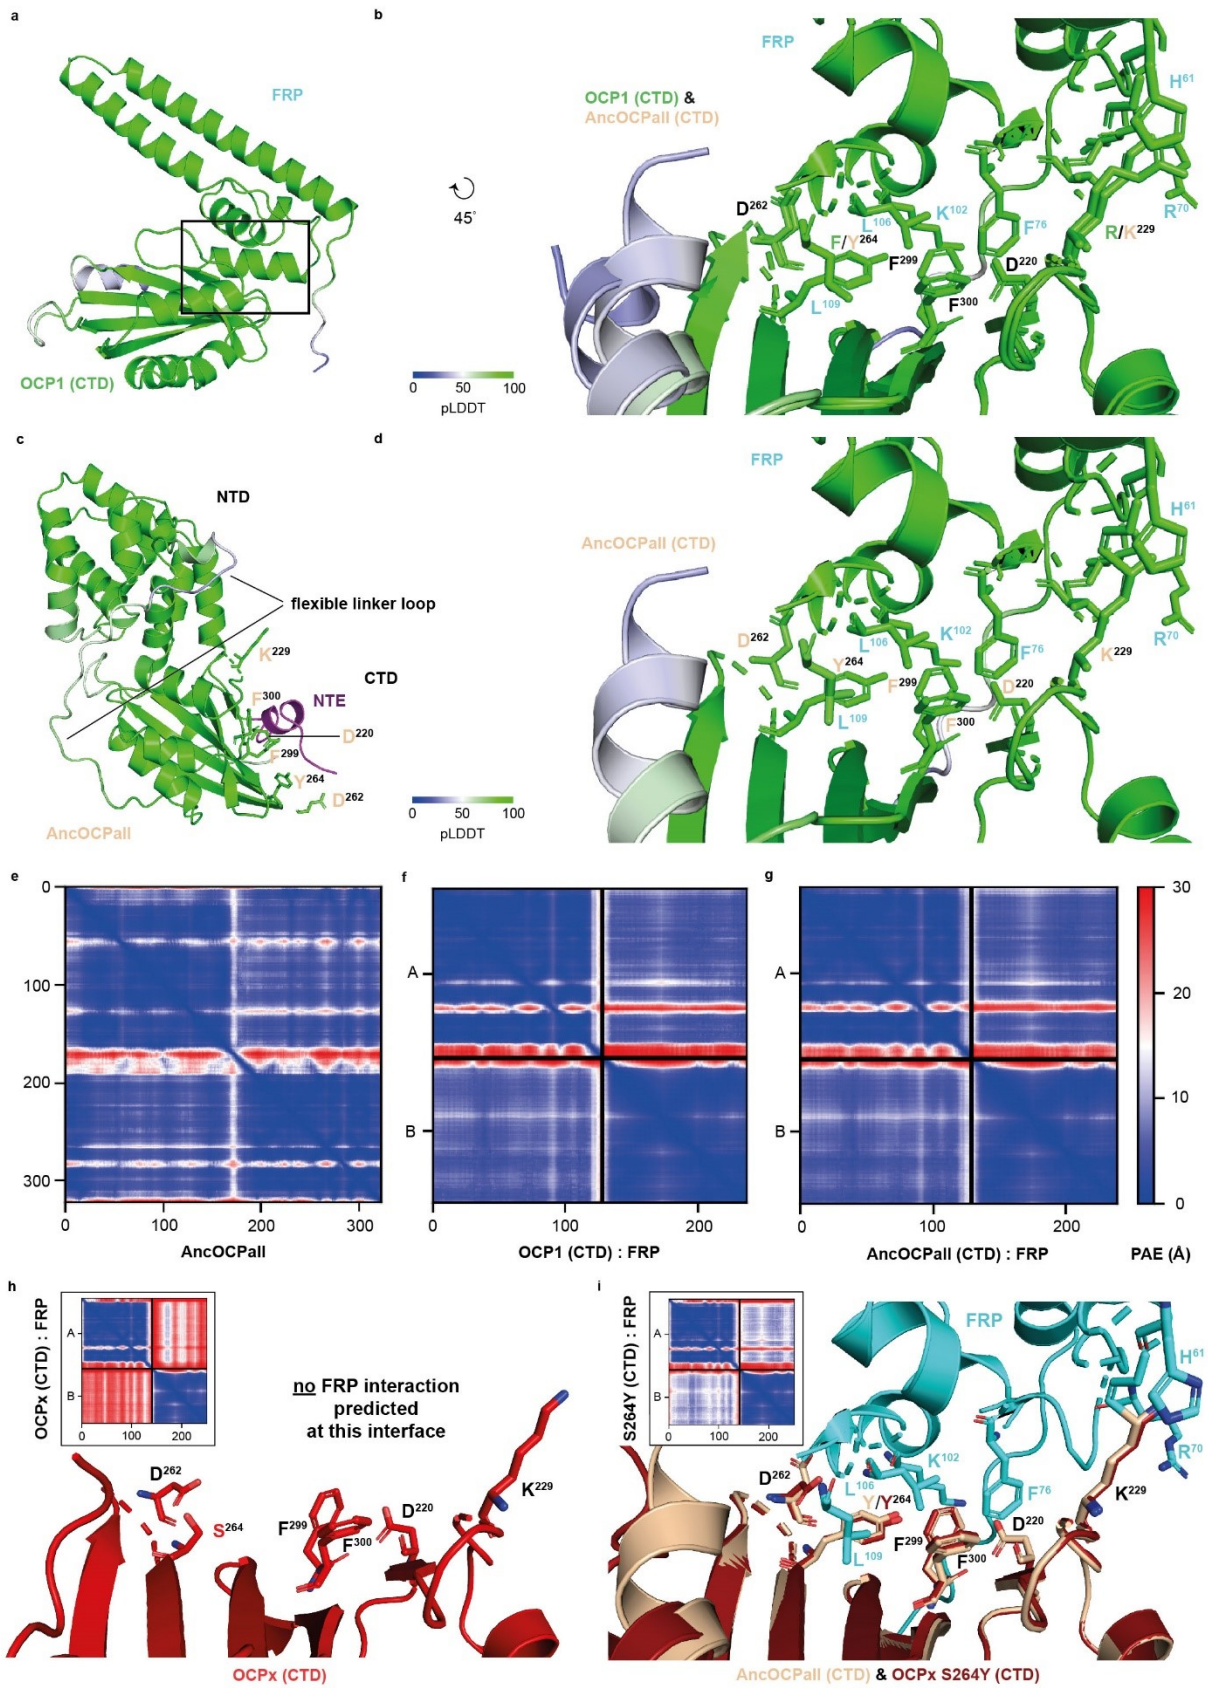 a
FRP
OCP1 (CTD)
45°
0 50 100
pLDDT
b
FRP
OCP1 (CTD) &
AncOCPall (CTD)
H61
D262
L106
K102
F/Y264
F299
F76
R70
R/K229
D220
L109
F300
c
NTD
flexible linker loop
K229
CTD
F300
NTE
D220
F299
Y264
D262
AncOCPall
0 50 100
pLDDT
d
FRP
AncOCPall (CTD)
H61
D262
L106
K102
Y264
F299
F76
R70
K229
D220
L109
F300
e
0
100
200
300
0 100 200 300
AncOCPall
f
A
B
0 100 200
OCP1 (CTD) : FRP
g
A
B
0 100 200
AncOCPall (CTD) : FRP
30
20
10
0
PAE (Å)
h
OCPx (CTD) : FRP
A
B
0 100 200
no FRP interaction
predicted
at this interface
D262
S264
F299
F300
D220
K229
OCPx (CTD)
i
S264Y (CTD) : FRP
A
B
0 100 200
FRP
H61
D262
L106
K102
Y/Y264
F299
F76
R70
K229
D220
L109
F300
AncOCPall (CTD) & OCPx S264Y (CTD)